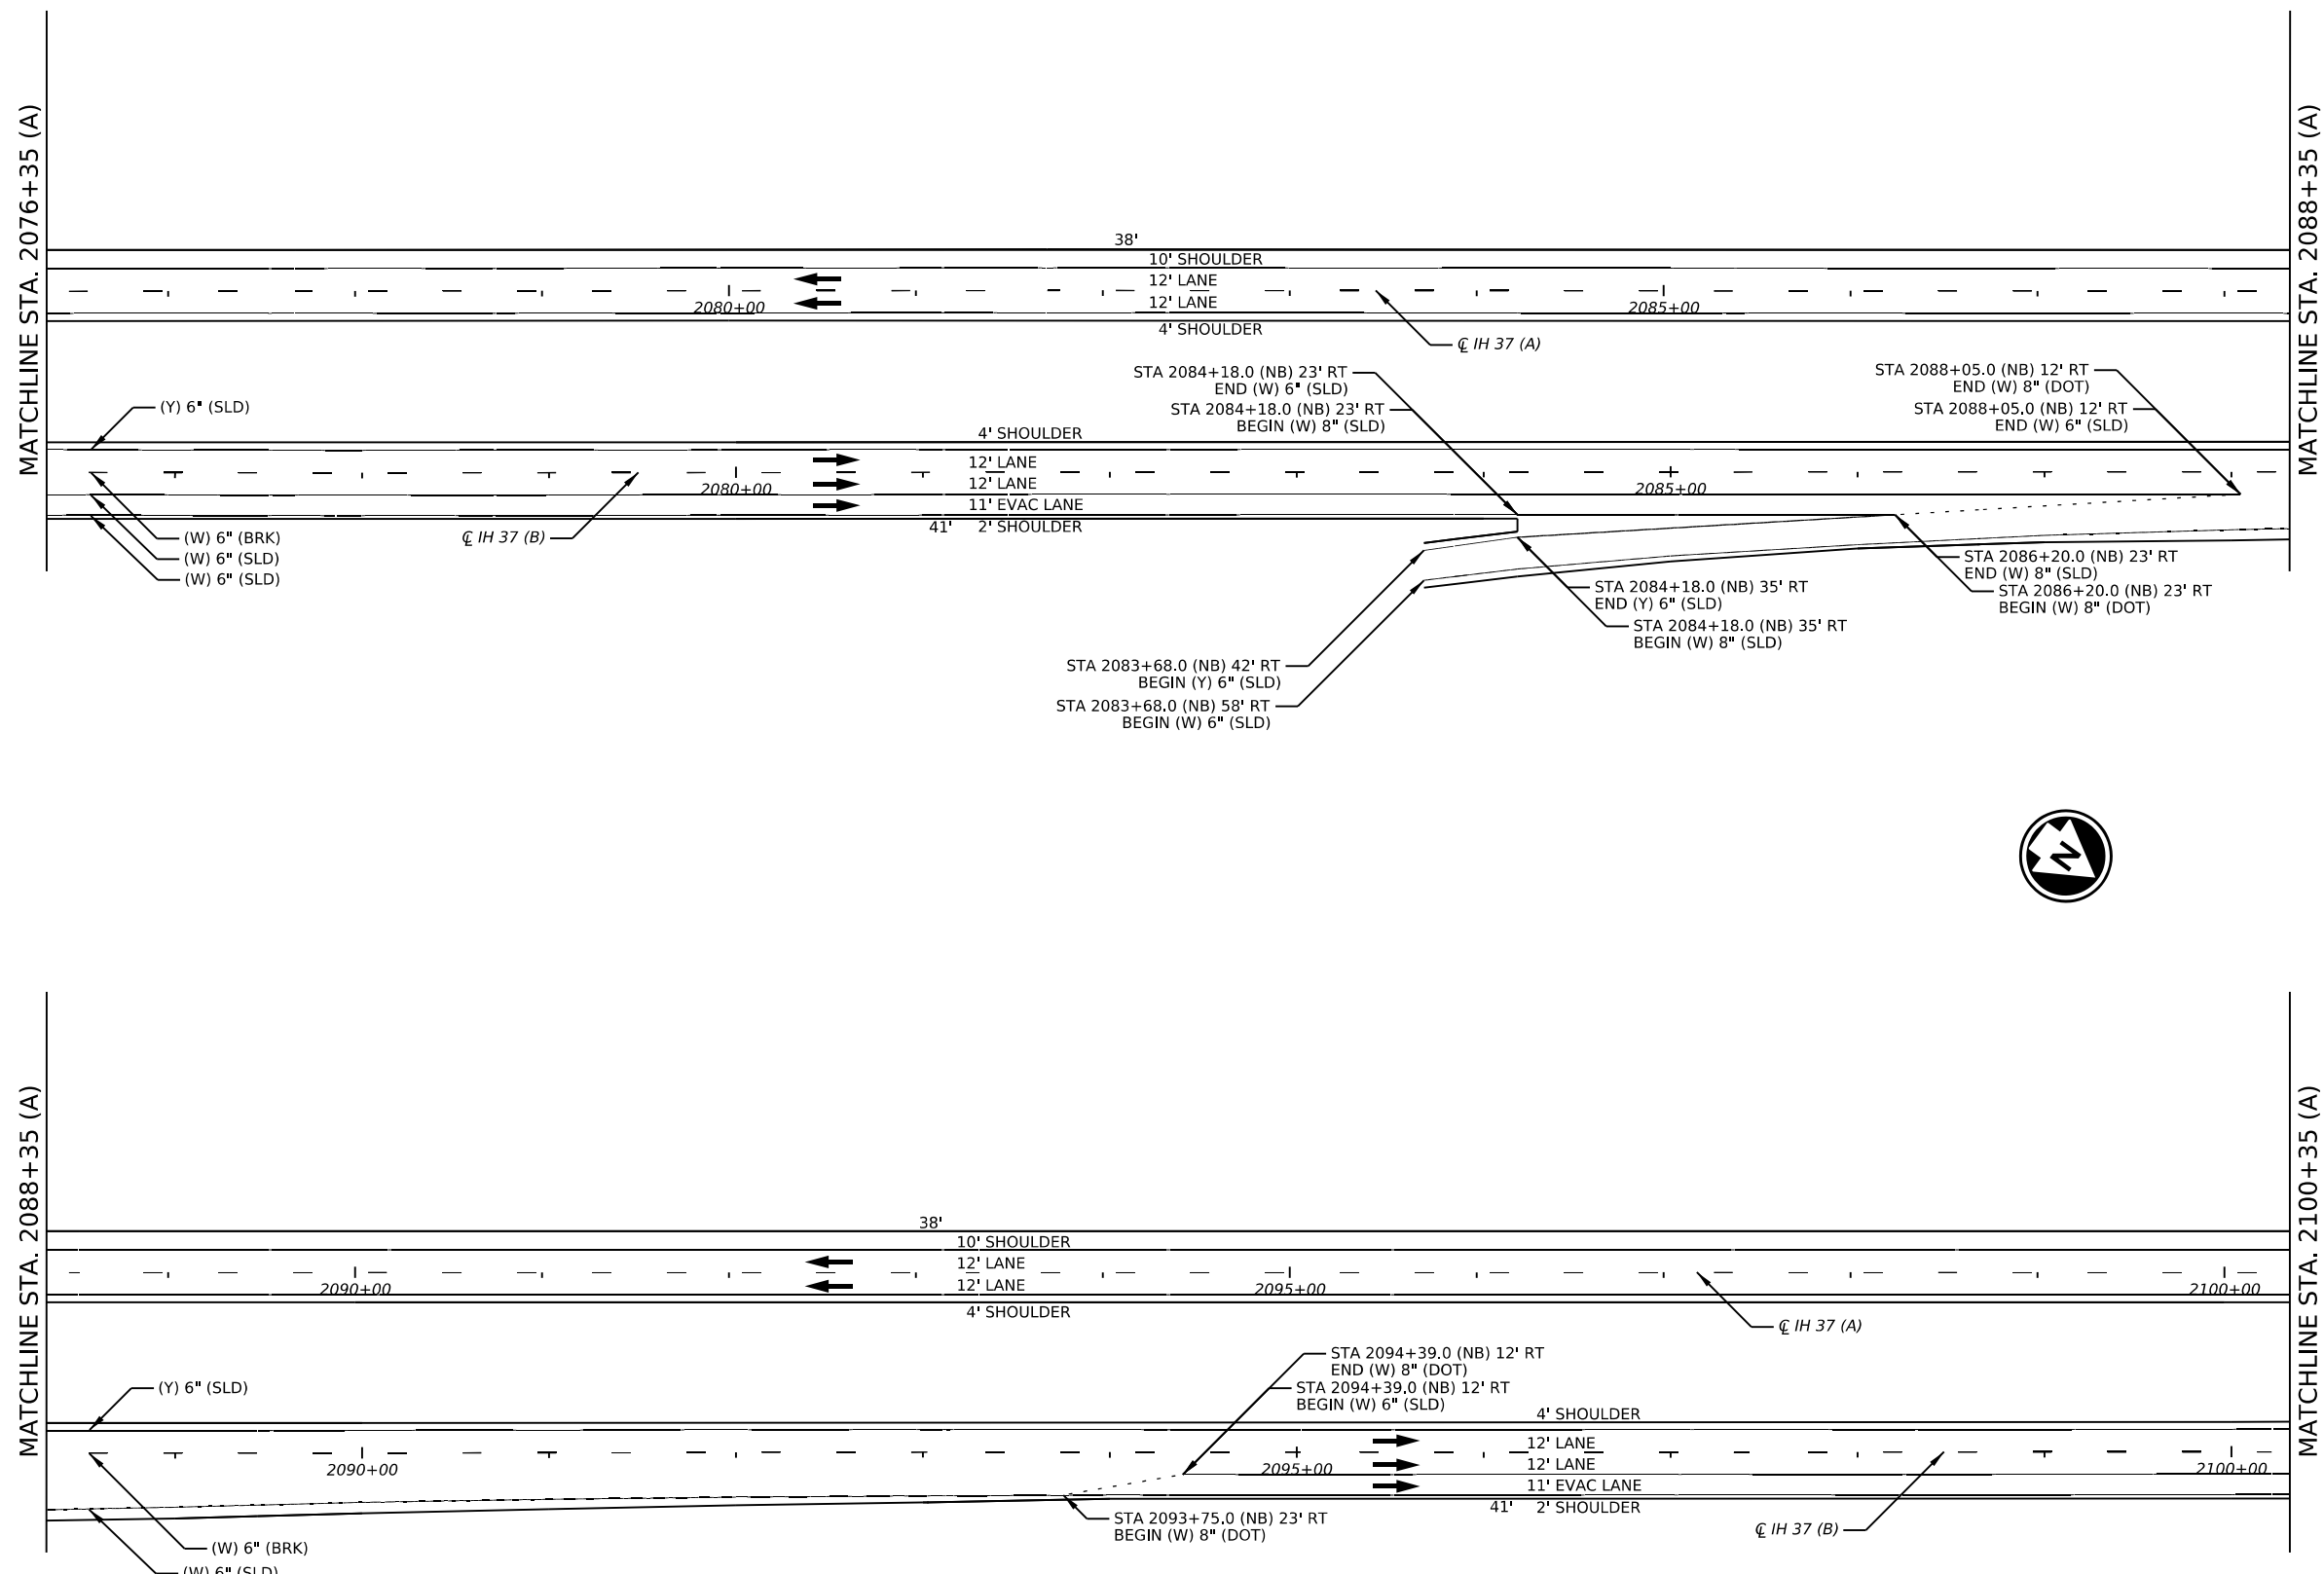 MATCHLINE STA. 2076+35 (A)
MATCHLINE STA. 2088+35 (A)
38'
10' SHOULDER
12' LANE
12' LANE
2080+00
2085+00
4' SHOULDER
℄ IH 37 (A)
STA 2084+18.0 (NB) 23' RT
END (W) 6" (SLD)
STA 2084+18.0 (NB) 23' RT
BEGIN (W) 8" (SLD)
STA 2088+05.0 (NB) 12' RT
END (W) 8" (DOT)
STA 2088+05.0 (NB) 12' RT
END (W) 6" (SLD)
(Y) 6" (SLD)
4' SHOULDER
12' LANE
12' LANE
2080+00
2085+00
11' EVAC LANE
41' 2' SHOULDER
(W) 6" (BRK)
(W) 6" (SLD)
(W) 6" (SLD)
℄ IH 37 (B)
STA 2086+20.0 (NB) 23' RT
END (W) 8" (SLD)
STA 2086+20.0 (NB) 23' RT
BEGIN (W) 8" (DOT)
STA 2084+18.0 (NB) 35' RT
END (Y) 6" (SLD)
STA 2084+18.0 (NB) 35' RT
BEGIN (W) 8" (SLD)
STA 2083+68.0 (NB) 42' RT
BEGIN (Y) 6" (SLD)
STA 2083+68.0 (NB) 58' RT
BEGIN (W) 6" (SLD)
N
MATCHLINE STA. 2088+35 (A)
MATCHLINE STA. 2100+35 (A)
38'
10' SHOULDER
12' LANE
12' LANE
2090+00
2095+00
2100+00
4' SHOULDER
℄ IH 37 (A)
STA 2094+39.0 (NB) 12' RT
END (W) 8" (DOT)
STA 2094+39.0 (NB) 12' RT
BEGIN (W) 6" (SLD)
(Y) 6" (SLD)
4' SHOULDER
12' LANE
12' LANE
2090+00
2095+00
2100+00
11' EVAC LANE
41' 2' SHOULDER
STA 2093+75.0 (NB) 23' RT
BEGIN (W) 8" (DOT)
℄ IH 37 (B)
(W) 6" (BRK)
(W) 6" (SLD)